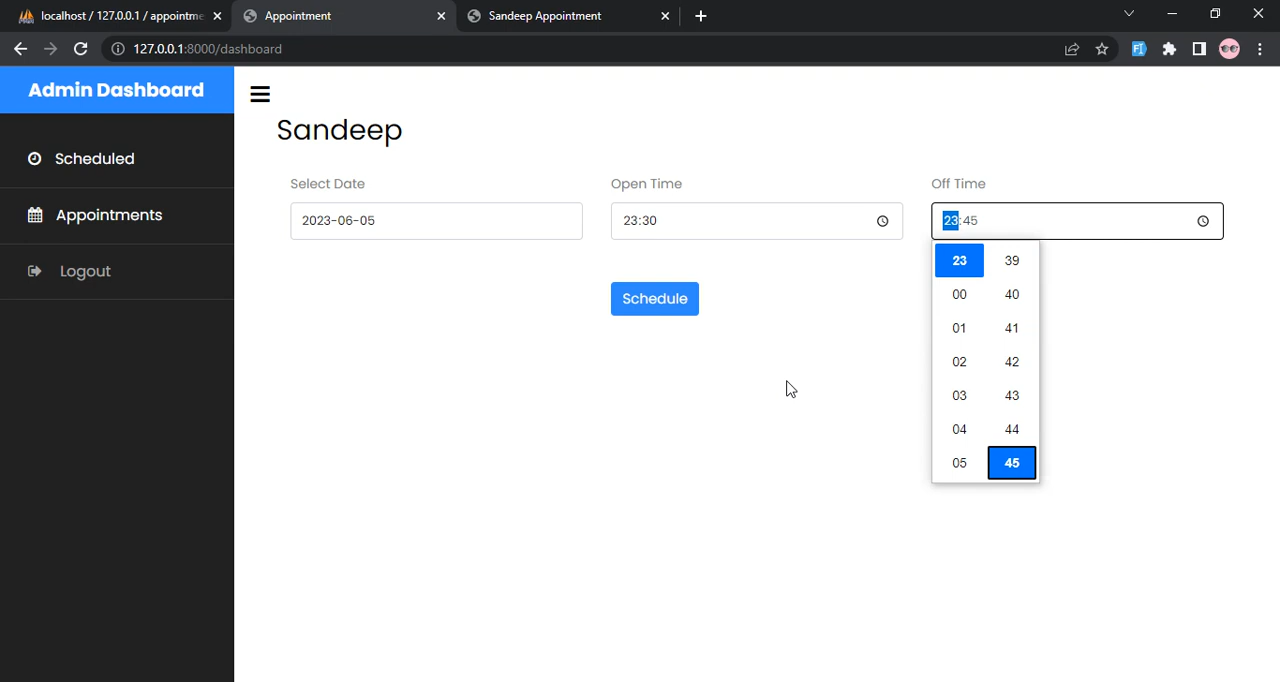 localhost / 127.0.0.1 / appointme
Appointment
Sandeep Appointment
127.0.0.1:8000/dashboard
Admin Dashboard
Sandeep
Scheduled
Appointments
Logout
Select Date
Open Time
Off Time
2023-06-05
23:30
23:45
Schedule
23 39
00 40
01 41
02 42
03 43
04 44
05 45